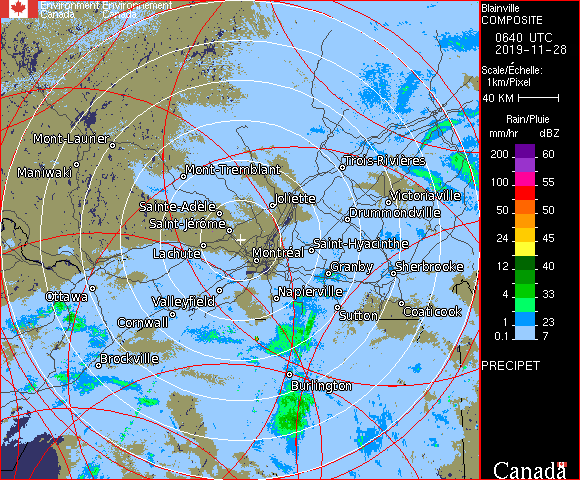 Environment Environnement
Canada Canada
Blainville
COMPOSITE
0640 UTC
2019-11-28
Scale/Échelle:
1km/Pixel
40 KM
Rain/Pluie
mm/hr dBZ
200 60
100 55
50 50
24 45
12 40
4 33
1 23
0.1 7
PRECIPET
Canada
Mont-Laurier
Maniwaki
Mont-Tremblant
Trois-Rivières
Sainte-Adèle
Joliette
Victoriaville
Saint-Jérôme
Drummondville
Lachute
Montréal
Saint-Hyacinthe
Granby
Sherbrooke
Ottawa
Valleyfield
Napierville
Cornwall
Sutton
Coaticook
Brockville
Burlington